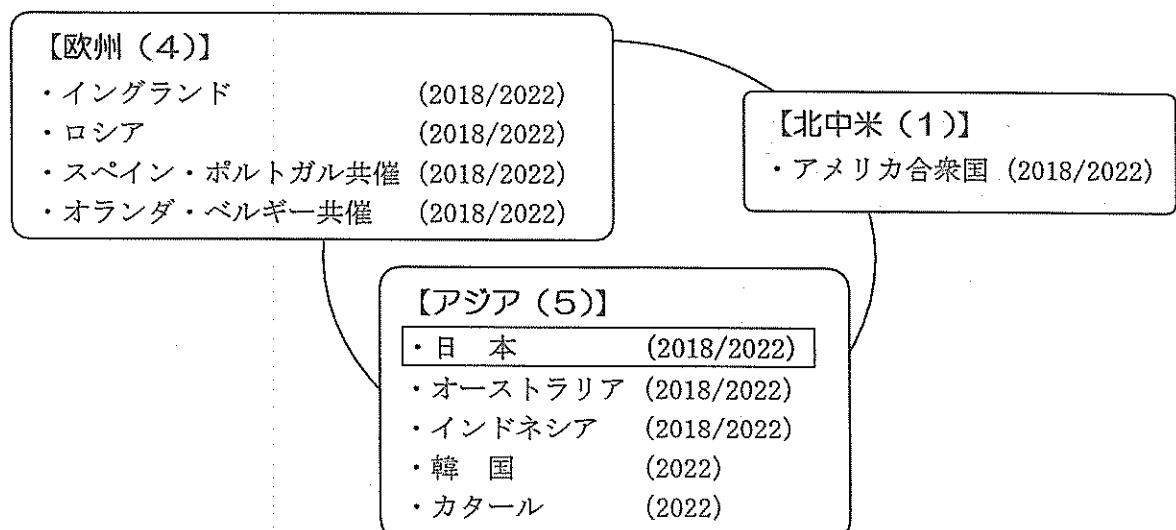 【欧州（４）】
・イングランド (2018/2022)
・ロシア (2018/2022)
・スペイン・ポルトガル共催 (2018/2022)
・オランダ・ベルギー共催 (2018/2022)
【北中米（１）】
・アメリカ合衆国 (2018/2022)
【アジア（５）】
・日　本 (2018/2022)
・オーストラリア (2018/2022)
・インドネシア (2018/2022)
・韓　国 (2022)
・カタール (2022)